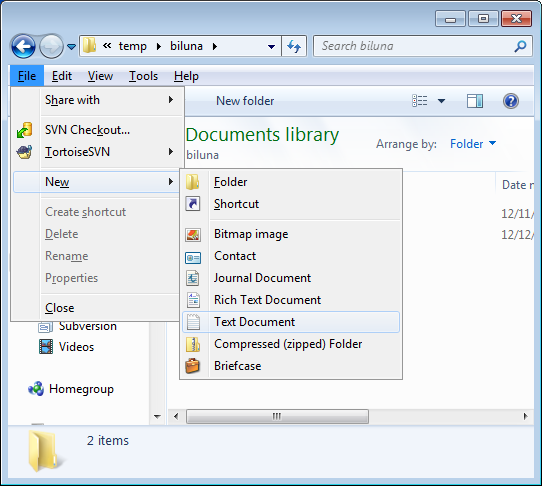 « temp ▸ biluna ▸
Search biluna
File Edit View Tools Help
Share with
New folder
SVN Checkout...
TortoiseSVN
Documents library
biluna
Arrange by: Folder
New
Create shortcut
Delete
Rename
Properties
Close
Folder
Shortcut
Bitmap image
Contact
Journal Document
Rich Text Document
Text Document
Compressed (zipped) Folder
Briefcase
Date
12/11/
12/12/
Subversion
Videos
Homegroup
2 items